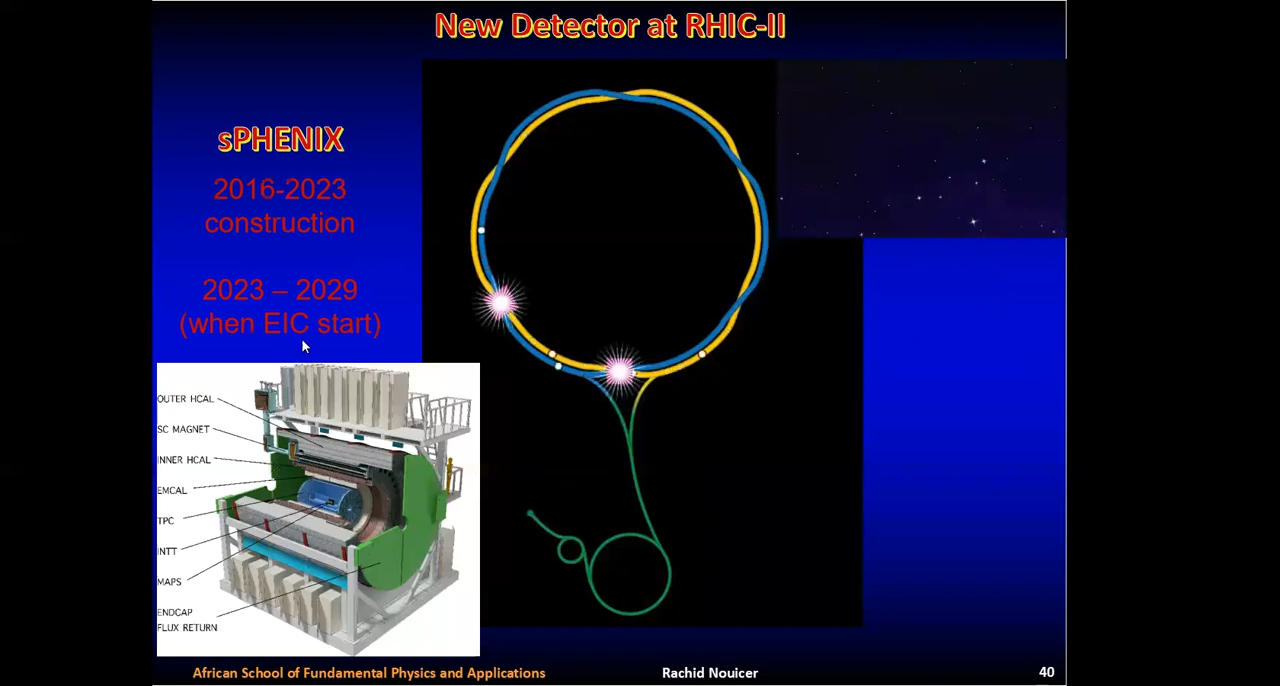 New Detector at RHIC-II
sPHENIX
2016-2023
construction
2023 – 2029
(when EIC start)
OUTER HCAL
SC MAGNET
INNER HCAL
EMCAL
TPC
INTT
MAPS
ENDCAP
FLUX RETURN
African School of Fundamental Physics and Applications
Rachid Nouicer
40